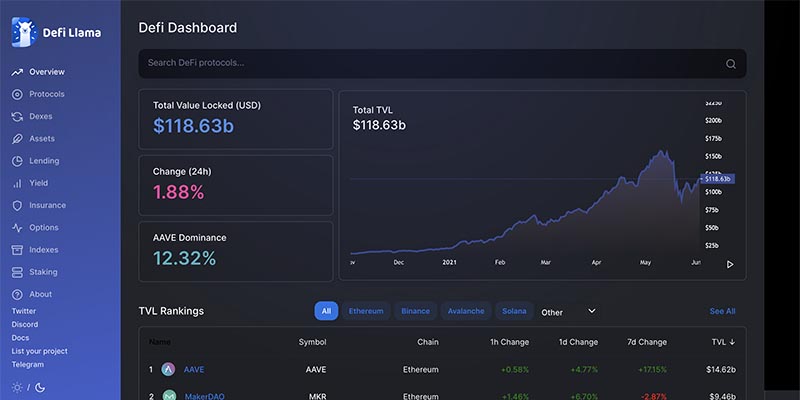 Defi Llama
Overview
Protocols
Dexes
Assets
Lending
Yield
Insurance
Options
Indexes
Staking
About
Twitter
Discord
Docs
List your project
Telegram
/
Defi Dashboard
Search DeFi protocols...
Total Value Locked (USD)
$118.63b
Change (24h)
1.88%
AAVE Dominance
12.32%
Total TVL
$118.63b
$225b
$200b
$175b
$150b
$118.63b
$100b
$75b
$50b
$25b
Dec 2021 Feb Mar Apr May Jun
TVL Rankings All Ethereum Binance Avalanche Solana Other See All
Name Symbol Chain 1h Change 1d Change 7d Change TVL ↓
1 AAVE AAVE Ethereum +0.58% +4.77% +17.15% $14.62b
2 MakerDAO MKR Ethereum +1.46% +6.70% -2.87% $9.46b